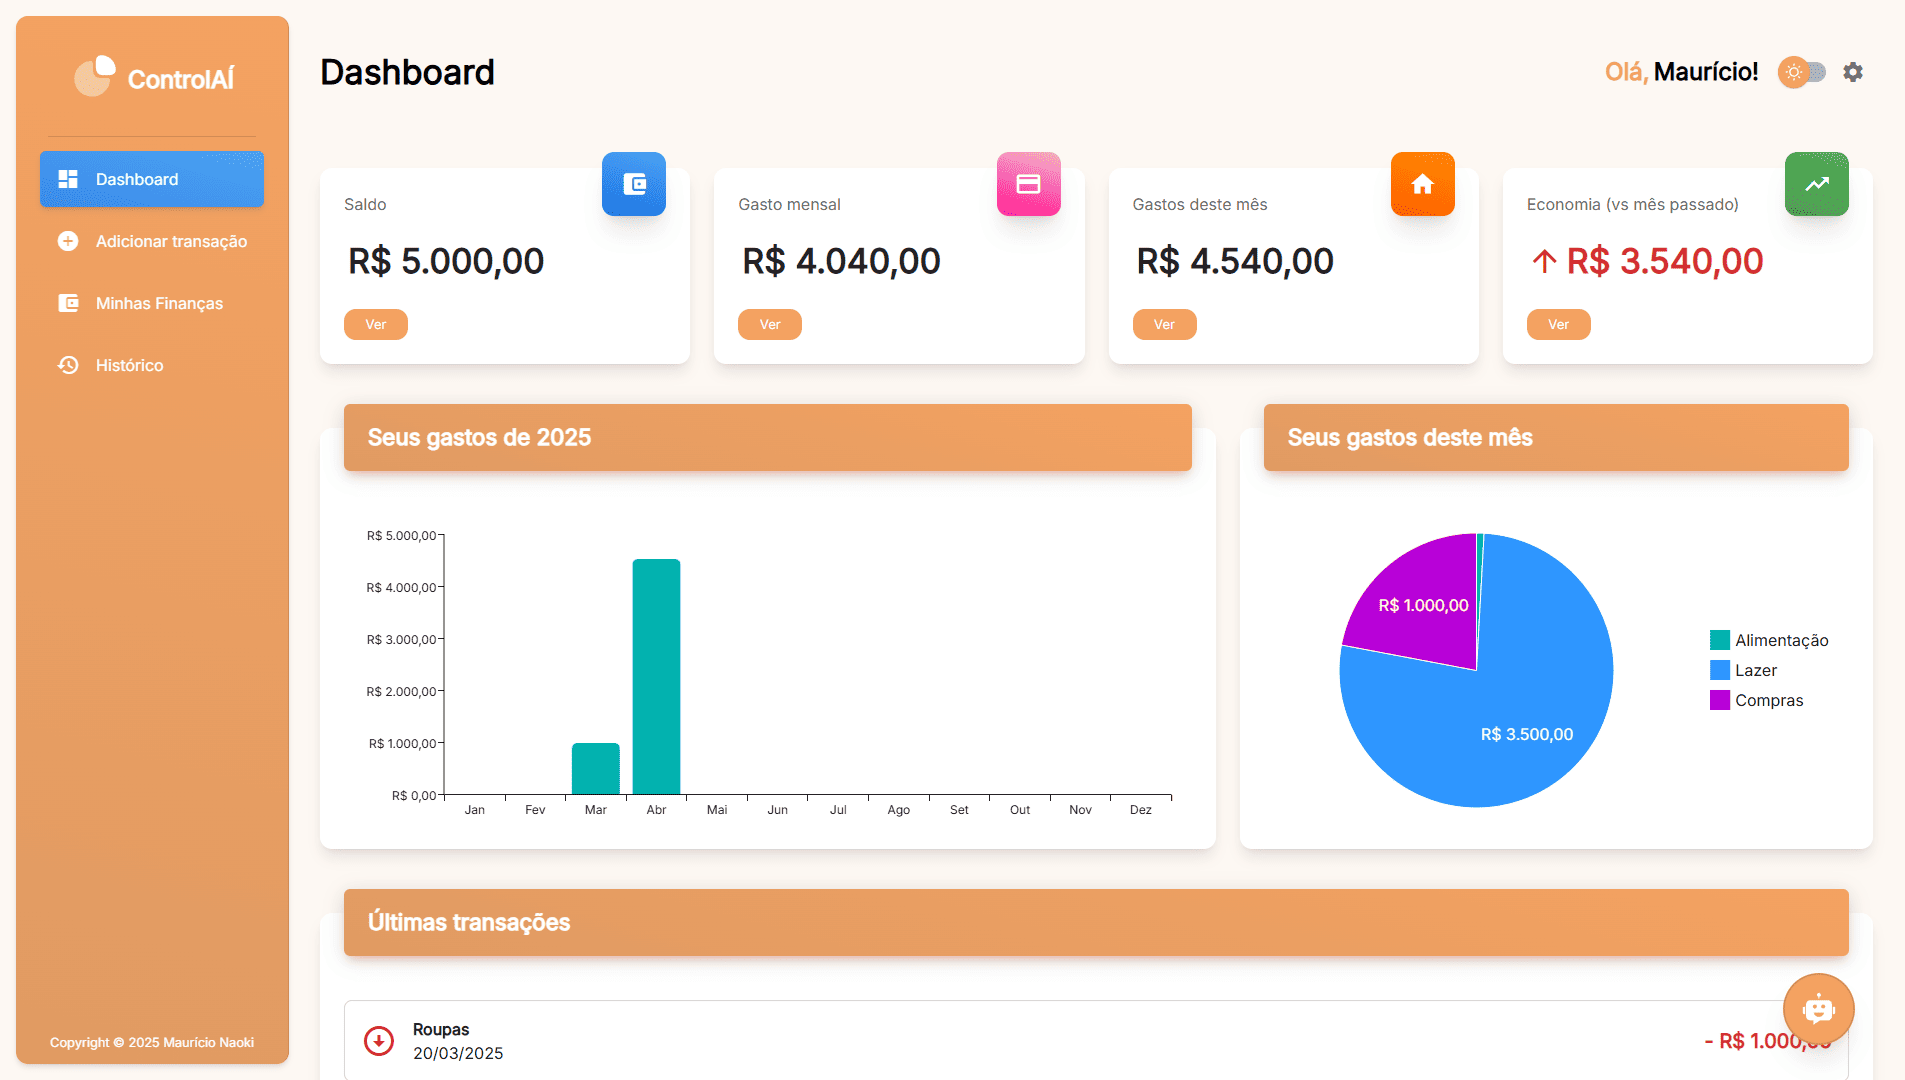 ControlAÍ
Dashboard
Adicionar transação
Minhas Finanças
Histórico
Copyright © 2025 Maurício Naoki
Dashboard
Olá, Maurício!
Saldo
R$ 5.000,00
Ver
Gasto mensal
R$ 4.040,00
Ver
Gastos deste mês
R$ 4.540,00
Ver
Economia (vs mês passado)
R$ 3.540,00
Ver
Seus gastos de 2025
R$ 5.000,00
R$ 4.000,00
R$ 3.000,00
R$ 2.000,00
R$ 1.000,00
R$ 0,00
Jan Fev Mar Abr Mai Jun Jul Ago Set Out Nov Dez
Seus gastos deste mês
R$ 1.000,00
R$ 3.500,00
Alimentação
Lazer
Compras
Últimas transações
Roupas
20/03/2025
- R$ 1.000,00